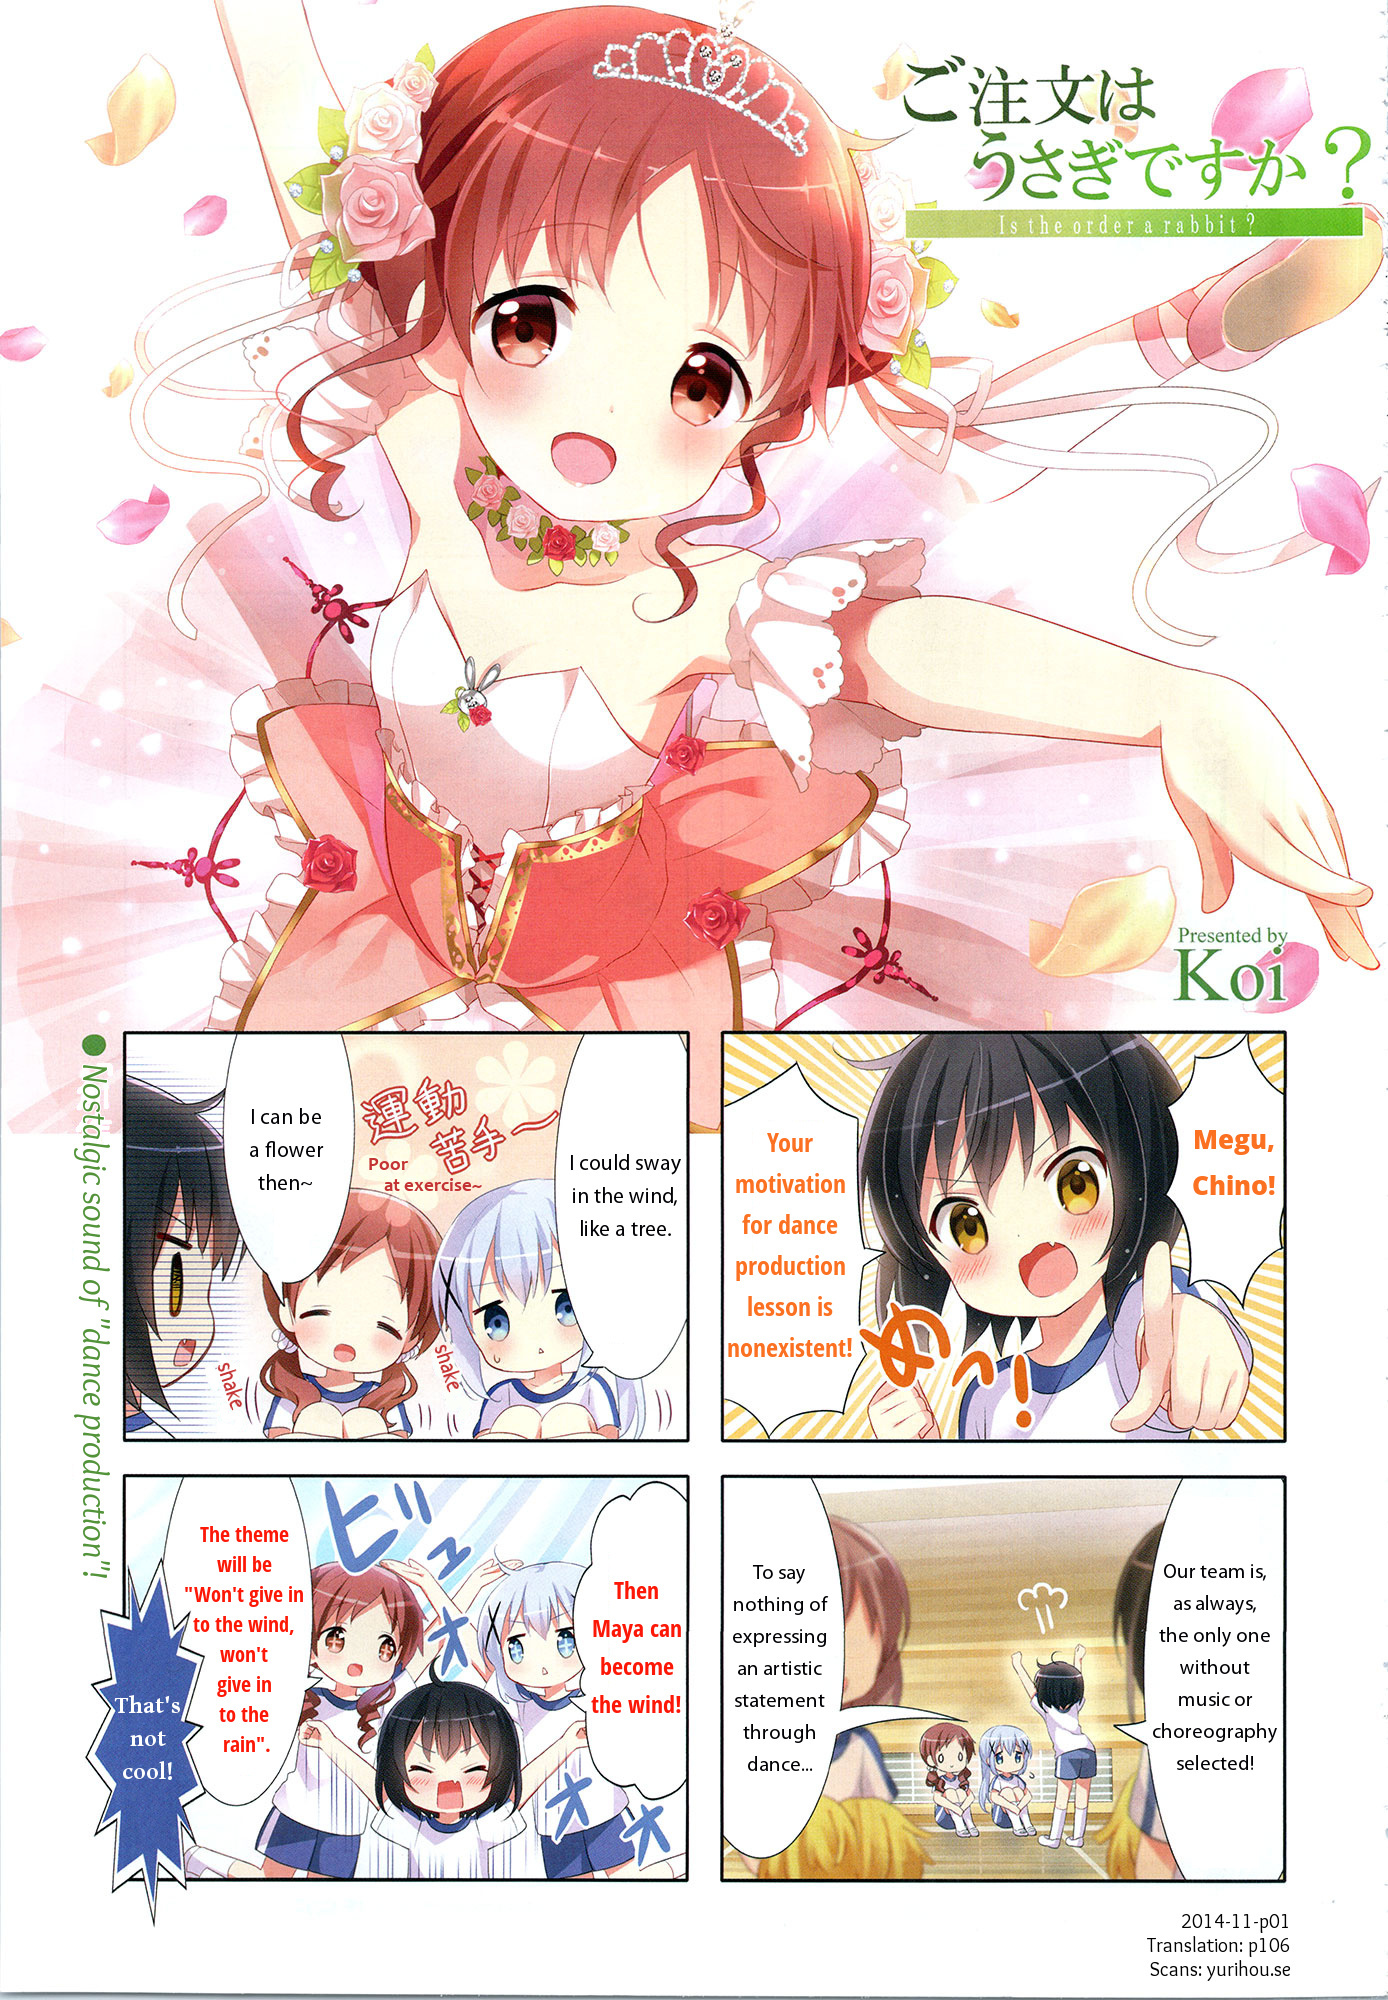 ご注文は
うさぎですか？
Is the order a rabbit?
Presented by
Koi
Nostalgic sound of "dance production"!
Megu,
Chino!
Your
motivation
for dance
production
lesson is
nonexistent!
めっ!
Our team is,
as always,
the only one
without
music or
choreography
selected!
To say
nothing of
expressing
an artistic
statement
through
dance...
I could sway
in the wind,
like a tree.
運動
苦手～
Poor
at exercise~
I can be
a flower
then~
shake
shake
Then
Maya can
become
the wind!
ビュ
オ
オ
オ
The theme
will be
"Won't give in
to the wind,
won't
give in
to the
rain".
That's
not
cool!
2014-11-p01
Translation: p106
Scans: yurihou.se